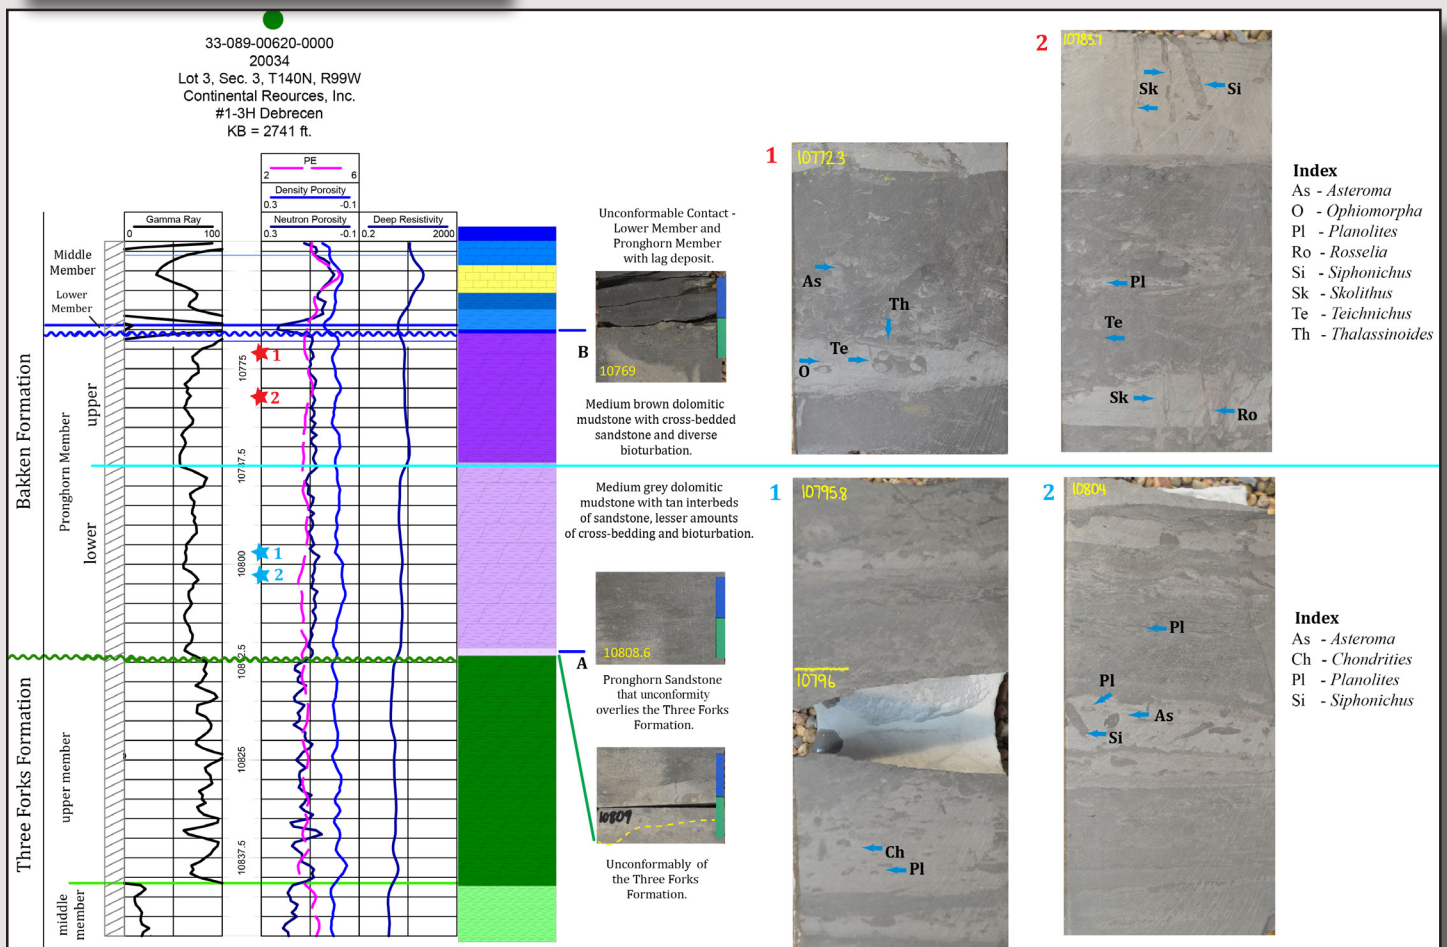 33-089-00620-0000
20034
Lot 3, Sec. 3, T140N, R99W
Continental Reources, Inc.
#1-3H Debrecen
KB = 2741 ft.
PE
2 6
Density Porosity
0.3 -0.1
Gamma Ray
0 100
Neutron Porosity
0.3 -0.1
Deep Resistivity
0.2 2000
Bakken Formation
Middle
Member
Lower
Member
Pronghorn Member
upper
lower
Three Forks Formation
upper member
middle
member
10775
10787.5
10800
10812.5
10825
10837.5
1
2
1
2
B
A
Unconformable Contact -
Lower Member and
Pronghorn Member
with lag deposit.
10769
Medium brown dolomitic
mudstone with cross-bedded
sandstone and diverse
bioturbation.
Medium grey dolomitic
mudstone with tan interbeds
of sandstone, lesser amounts
of cross-bedding and bioturbation.
10808.6
Pronghorn Sandstone
that unconformity
overlies the Three Forks
Formation.
10809
Unconformably of
the Three Forks
Formation.
1
10772.3
As
Th
Te
O
2
10783.7
Sk
Si
Pl
Te
Sk
Ro
Index
As - Asteroma
O - Ophiomorpha
Pl - Planolites
Ro - Rosselia
Si - Siphonichus
Sk - Skolithus
Te - Teichnichus
Th - Thalassinoides
1
10795.8
10796
Ch
Pl
2
10804
Pl
Pl
As
Si
Index
As - Asteroma
Ch - Chondrities
Pl - Planolites
Si - Siphonichus